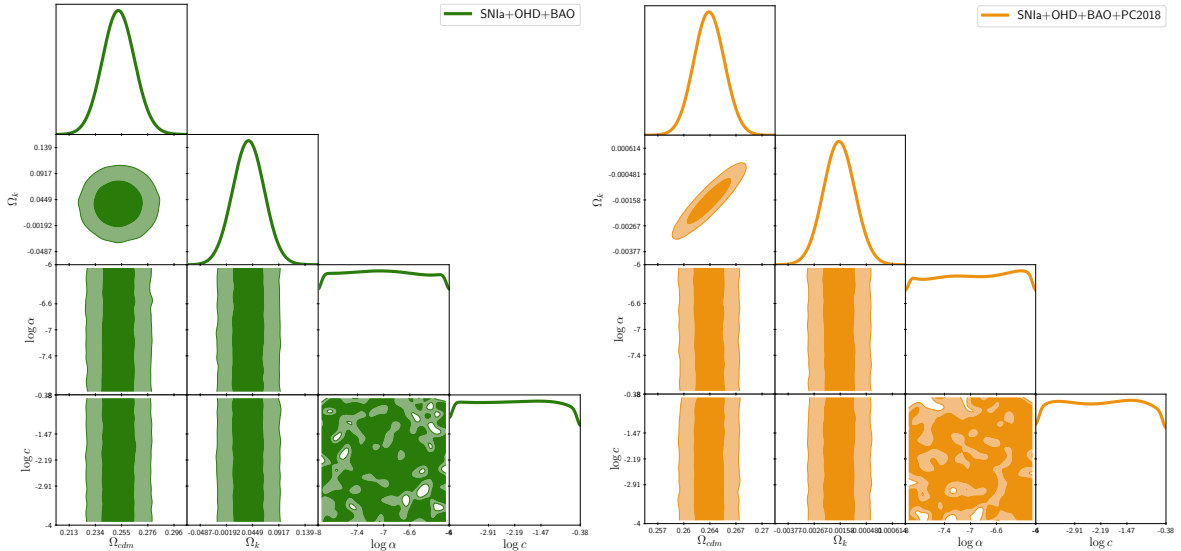 SNIa+OHD+BAO
0.139
0.0917
0.0449
-0.00192
-0.0487
Ω_k
-6
-6.6
-7
-7.4
log α
-0.38
-1.47
-2.19
-2.91
-4
log c
0.213 0.234 0.255 0.276 0.296
Ω_cdm
-0.0487 -0.00192 0.0449 0.0917 0.139
Ω_k
-8 -7.4 -7 -6.6
log α
-2.91 -2.19 -1.47 -0.38
log c
SNIa+OHD+BAO+PC2018
0.000614
-0.000481
-0.00158
-0.00267
-0.00377
Ω_k
-6
-6.6
-7
-7.4
log α
-0.38
-1.47
-2.19
-2.91
-4
log c
0.257 0.26 0.264 0.267 0.27
Ω_cdm
-0.00377 -0.00267 -0.00158 -0.000481 0.000614
Ω_k
-7.4 -7 -6.6
log α
-2.91 -2.19 -1.47 -0.38
log c